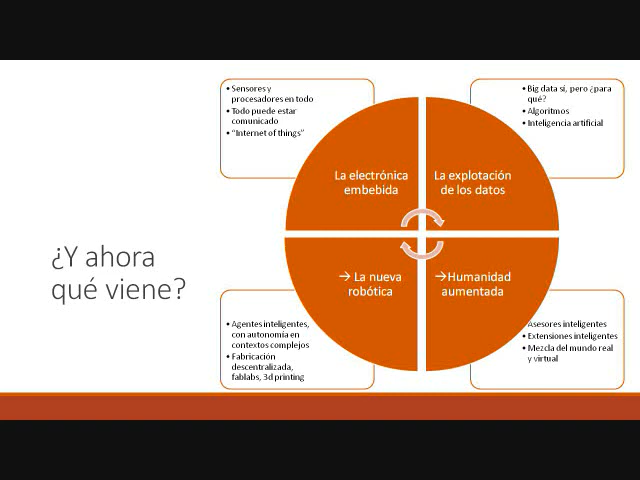 ¿Y ahora
qué viene?
• Sensores y
procesadores en todo
• Todo puede estar
comunicado
• "Internet of things"
• Big data sí, pero ¿para
qué?
• Algoritmos
• Inteligencia artificial
La electrónica
embebida
La explotación
de los datos
→ La nueva
robótica
→Humanidad
aumentada
• Agentes inteligentes,
con autonomía en
contextos complejos
• Fabricación
descentralizada,
fablabs, 3d printing
Asesores inteligentes
• Extensiones inteligentes
• Mezcla del mundo real
y virtual